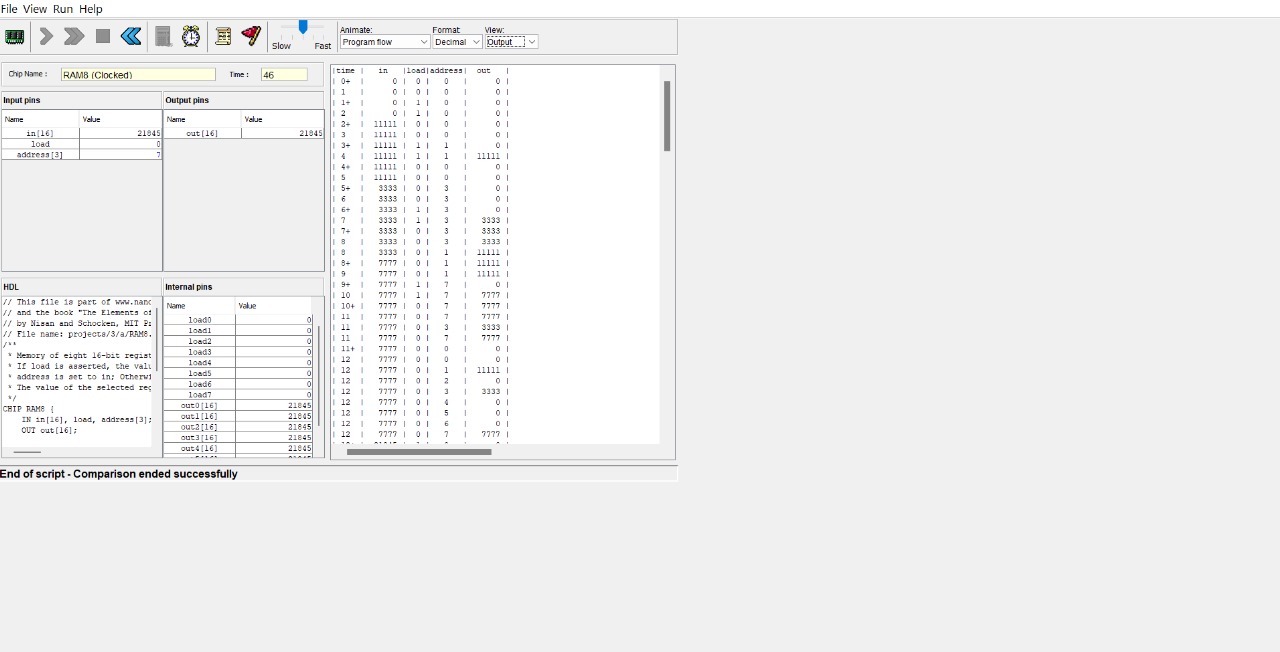 File View Run Help
Slow Fast
Animate: Format: View:
Program flow Decimal Output
Chip Name : RAM8 (Clocked) Time : 46
Input pins
Name Value
in[16] 21845
load 0
address[3] 7
Output pins
Name Value
out[16] 21845
HDL
// This file is part of www.nand
// and the book "The Elements of
// by Nisan and Schocken, MIT Pr
// File name: projects/3/a/RAM8.
/**
* Memory of eight 16-bit regist
* If load is asserted, the valu
* address is set to in; Otherwi
* The value of the selected reg
*/
CHIP RAM8 {
IN in[16], load, address[3];
OUT out[16];
Internal pins
Name Value
load0 0
load1 0
load2 0
load3 0
load4 0
load5 0
load6 0
load7 0
out0[16] 21845
out1[16] 21845
out2[16] 21845
out3[16] 21845
out4[16] 21845
|time | in |load|address| out |
| 0+ | 0 | 0 | 0 | 0 |
| 1 | 0 | 0 | 0 | 0 |
| 1+ | 0 | 1 | 0 | 0 |
| 2 | 0 | 1 | 0 | 0 |
| 2+ | 11111 | 0 | 0 | 0 |
| 3 | 11111 | 0 | 0 | 0 |
| 3+ | 11111 | 1 | 1 | 0 |
| 4 | 11111 | 1 | 1 | 11111 |
| 4+ | 11111 | 0 | 0 | 0 |
| 5 | 11111 | 0 | 0 | 0 |
| 5+ | 3333 | 0 | 3 | 0 |
| 6 | 3333 | 0 | 3 | 0 |
| 6+ | 3333 | 1 | 3 | 0 |
| 7 | 3333 | 1 | 3 | 3333 |
| 7+ | 3333 | 0 | 3 | 3333 |
| 8 | 3333 | 0 | 3 | 3333 |
| 8 | 3333 | 0 | 1 | 11111 |
| 8+ | 7777 | 0 | 1 | 11111 |
| 9 | 7777 | 0 | 1 | 11111 |
| 9+ | 7777 | 1 | 7 | 0 |
| 10 | 7777 | 1 | 7 | 7777 |
| 10+ | 7777 | 0 | 7 | 7777 |
| 11 | 7777 | 0 | 7 | 7777 |
| 11 | 7777 | 0 | 3 | 3333 |
| 11 | 7777 | 0 | 7 | 7777 |
| 11+ | 7777 | 0 | 0 | 0 |
| 12 | 7777 | 0 | 0 | 0 |
| 12 | 7777 | 0 | 1 | 11111 |
| 12 | 7777 | 0 | 2 | 0 |
| 12 | 7777 | 0 | 3 | 3333 |
| 12 | 7777 | 0 | 4 | 0 |
| 12 | 7777 | 0 | 5 | 0 |
| 12 | 7777 | 0 | 6 | 0 |
| 12 | 7777 | 0 | 7 | 7777 |
End of script - Comparison ended successfully